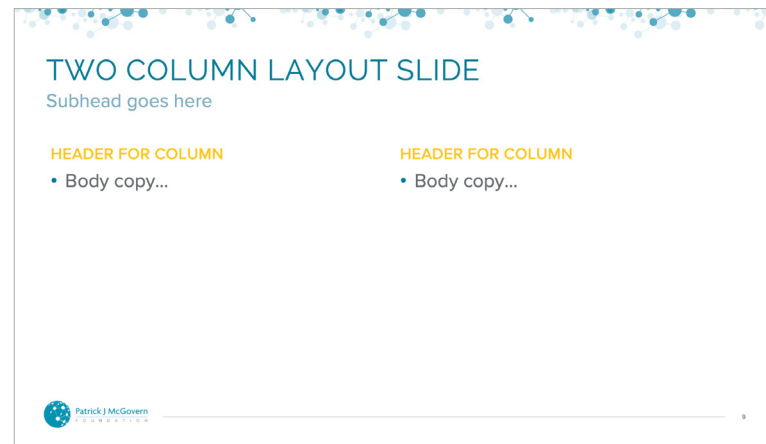 TWO COLUMN LAYOUT SLIDE
Subhead goes here
HEADER FOR COLUMN
• Body copy...
HEADER FOR COLUMN
• Body copy...
Patrick J McGovern
FOUNDATION
9